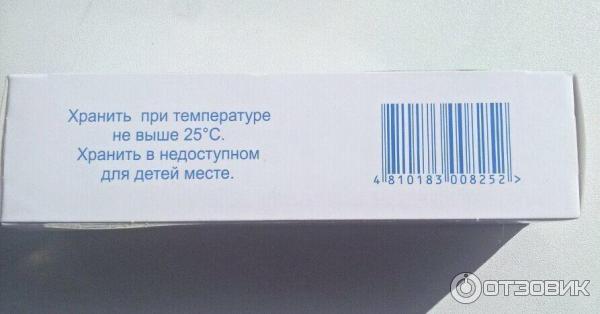 Хранить при температуре
не выше 25°С.
Хранить в недоступном
для детей месте.
4 810183 008252 >
ОТЗОВИК